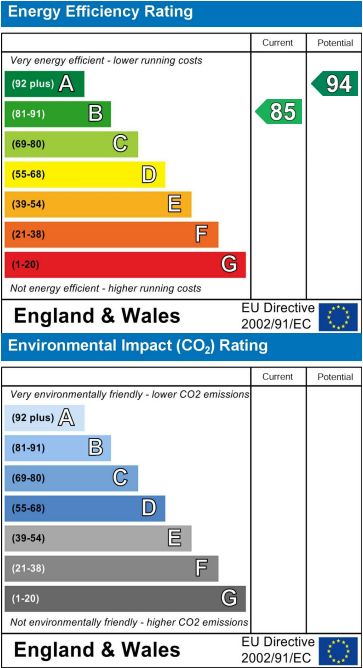 Energy Efficiency Rating
Current Potential
Very energy efficient - lower running costs
(92 plus) A
94
(81-91) B
85
(69-80) C
(55-68) D
(39-54) E
(21-38) F
(1-20) G
Not energy efficient - higher running costs
England & Wales
EU Directive
2002/91/EC
Environmental Impact (CO₂) Rating
Current Potential
Very environmentally friendly - lower CO2 emissions
(92 plus) A
(81-91) B
(69-80) C
(55-68) D
(39-54) E
(21-38) F
(1-20) G
Not environmentally friendly - higher CO2 emissions
England & Wales
EU Directive
2002/91/EC